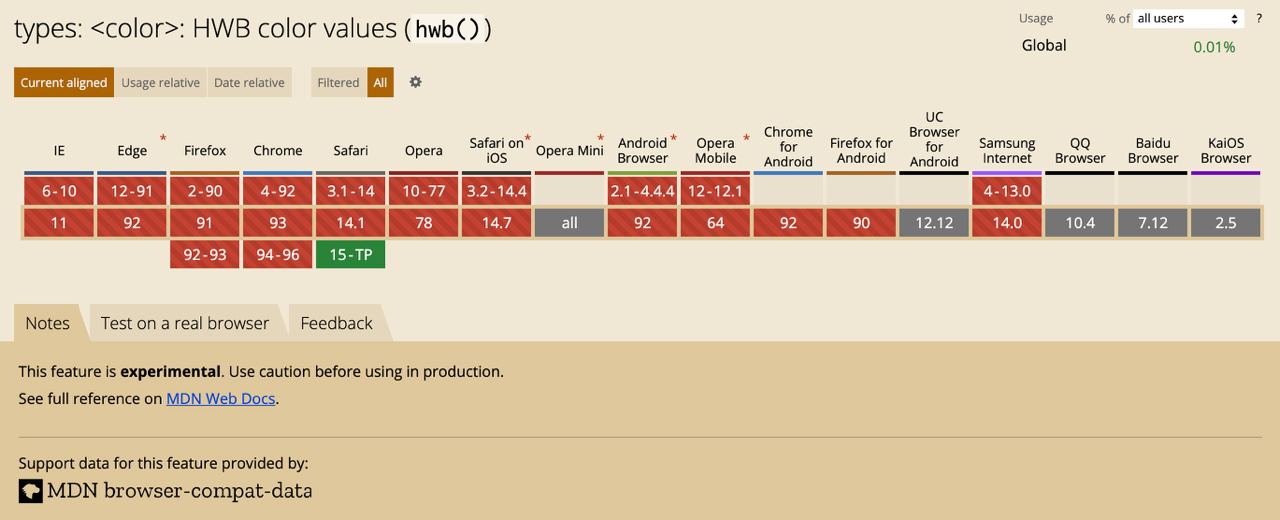 types: <color>: HWB color values (hwb())
Usage % of all users ?
Global 0.01%
Current aligned Usage relative Date relative Filtered All
IE Edge * Firefox Chrome Safari Opera Safari on iOS * Opera Mini * Android Browser * Opera Mobile * Chrome for Android Firefox for Android UC Browser for Android Samsung Internet QQ Browser Baidu Browser KaiOS Browser
6-10 12-91 2-90 4-92 3.1-14 10-77 3.2-14.4 2.1-4.4.4 12-12.1 4-13.0
11 92 91 93 14.1 78 14.7 all 92 64 92 90 12.12 14.0 10.4 7.12 2.5
92-93 94-96 15-TP
Notes Test on a real browser Feedback
This feature is experimental. Use caution before using in production.
See full reference on MDN Web Docs.
Support data for this feature provided by:
MDN browser-compat-data